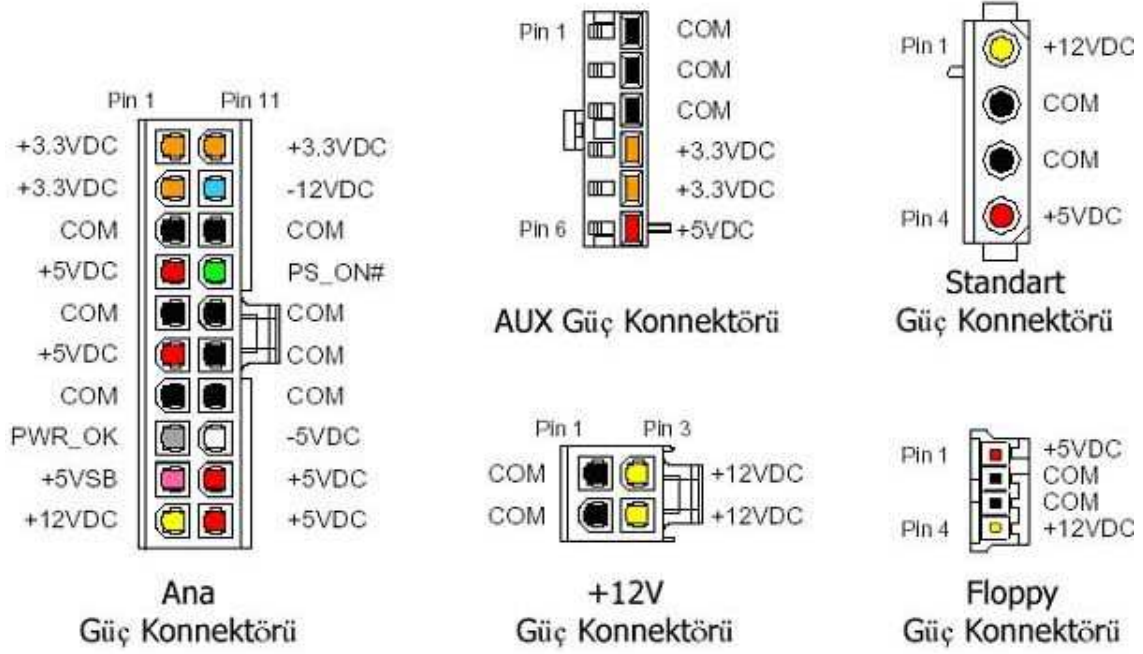 Pin 1 Pin 11
+3.3VDC +3.3VDC
+3.3VDC -12VDC
COM COM
+5VDC PS_ON#
COM COM
+5VDC COM
COM COM
PWR_OK -5VDC
+5VSB +5VDC
+12VDC +5VDC
Ana
Güç Konnektörü
Pin 1 COM
COM
COM
+3.3VDC
+3.3VDC
Pin 6 +5VDC
AUX Güç Konnektörü
Pin 1 +12VDC
COM
COM
Pin 4 +5VDC
Standart
Güç Konnektörü
Pin 1 Pin 3
COM +12VDC
COM +12VDC
+12V
Güç Konnektörü
Pin 1 +5VDC
COM
COM
Pin 4 +12VDC
Floppy
Güç Konnektörü